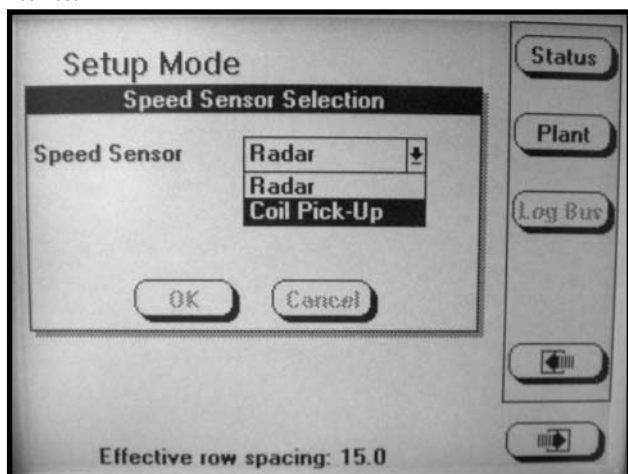 Setup Mode
Speed Sensor Selection
Speed Sensor
Radar
Radar
Coil Pick-Up
OK
Cancel
Effective row spacing: 15.0
Status
Plant
Log Bus